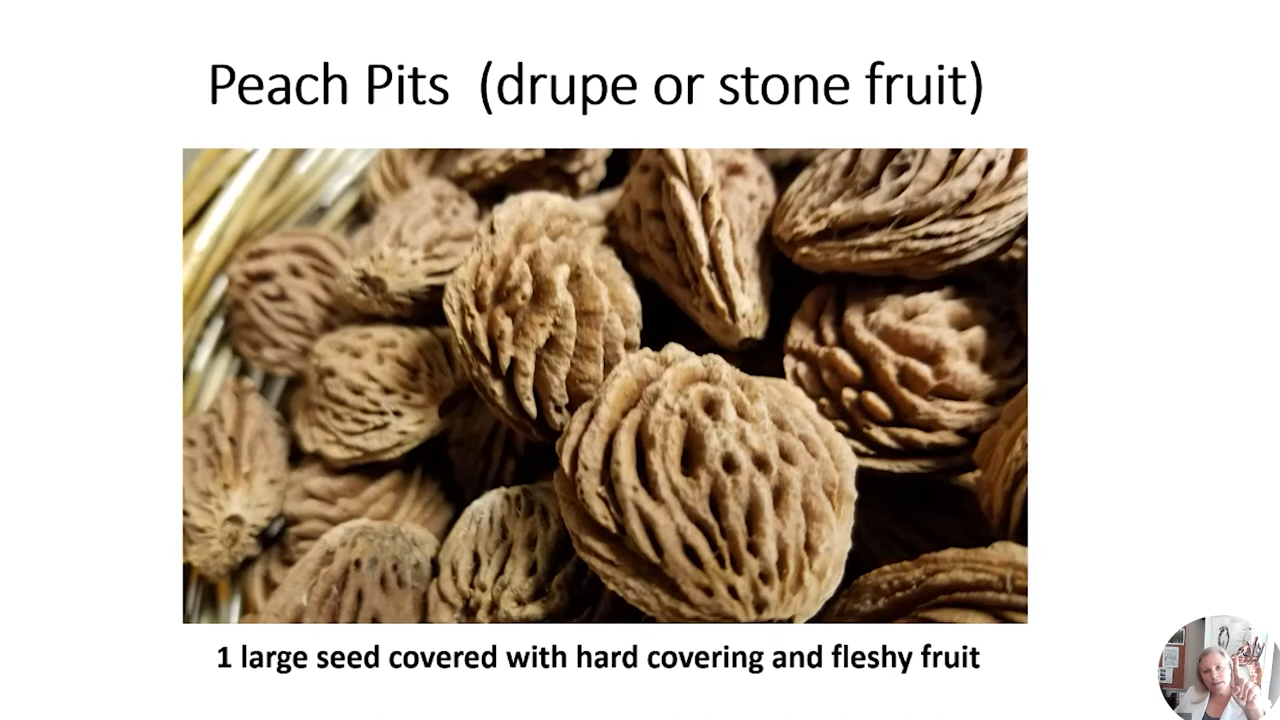 Peach Pits  (drupe or stone fruit)
1 large seed covered with hard covering and fleshy fruit